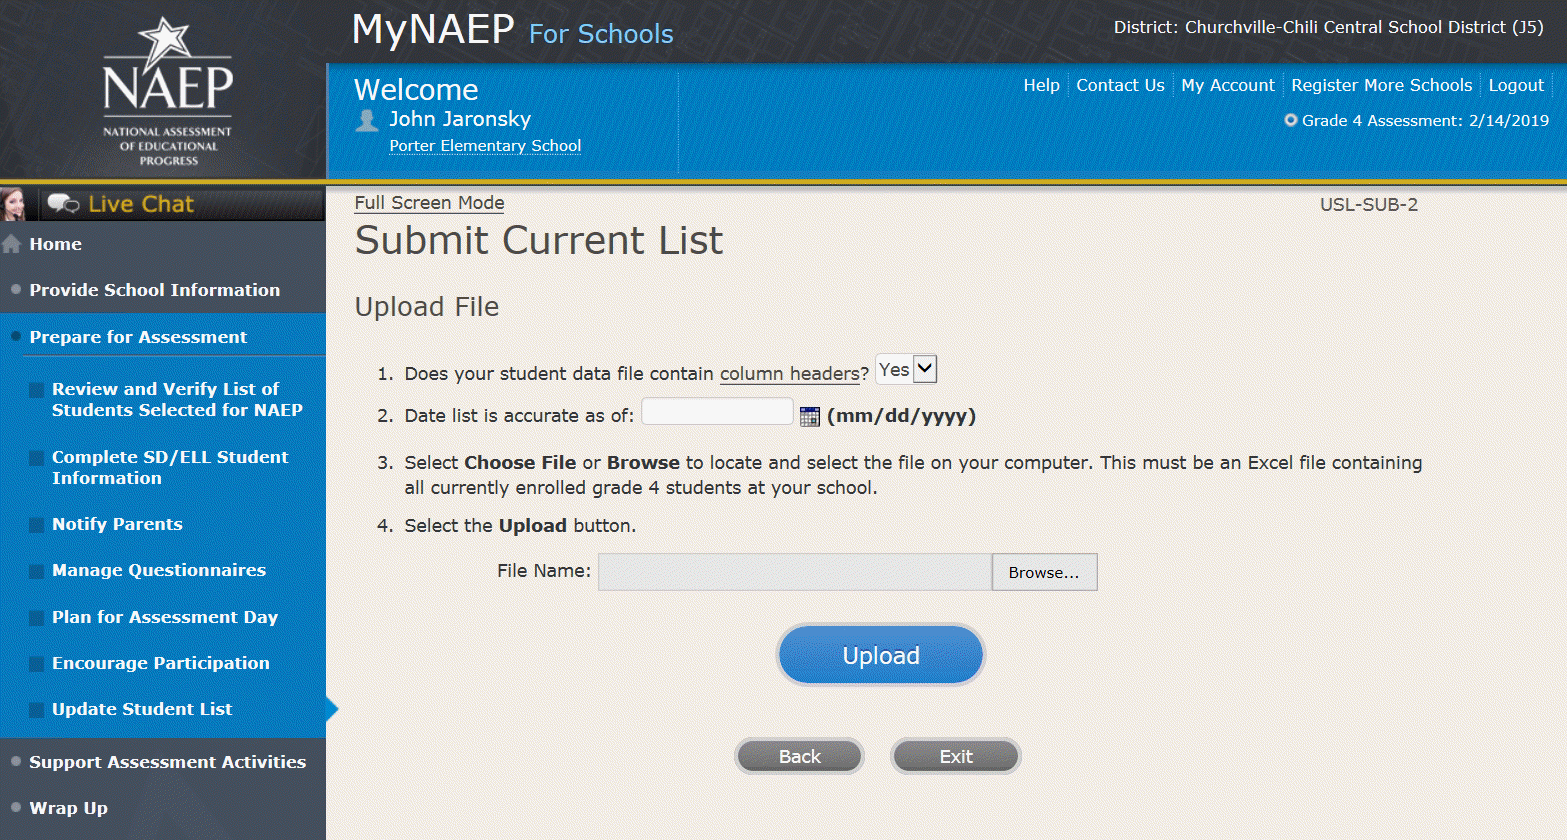 NAEP
NATIONAL ASSESSMENT
OF EDUCATIONAL
PROGRESS
MyNAEP For Schools
District: Churchville-Chili Central School District (J5)
Welcome
John Jaronsky
Porter Elementary School
Help Contact Us My Account Register More Schools Logout
Grade 4 Assessment: 2/14/2019
Live Chat
Home
Provide School Information
Prepare for Assessment
Review and Verify List of
Students Selected for NAEP
Complete SD/ELL Student
Information
Notify Parents
Manage Questionnaires
Plan for Assessment Day
Encourage Participation
Update Student List
Support Assessment Activities
Wrap Up
Full Screen Mode
USL-SUB-2
Submit Current List
Upload File
1. Does your student data file contain column headers? Yes
2. Date list is accurate as of: (mm/dd/yyyy)
3. Select Choose File or Browse to locate and select the file on your computer. This must be an Excel file containing
all currently enrolled grade 4 students at your school.
4. Select the Upload button.
File Name: Browse...
Upload
Back Exit